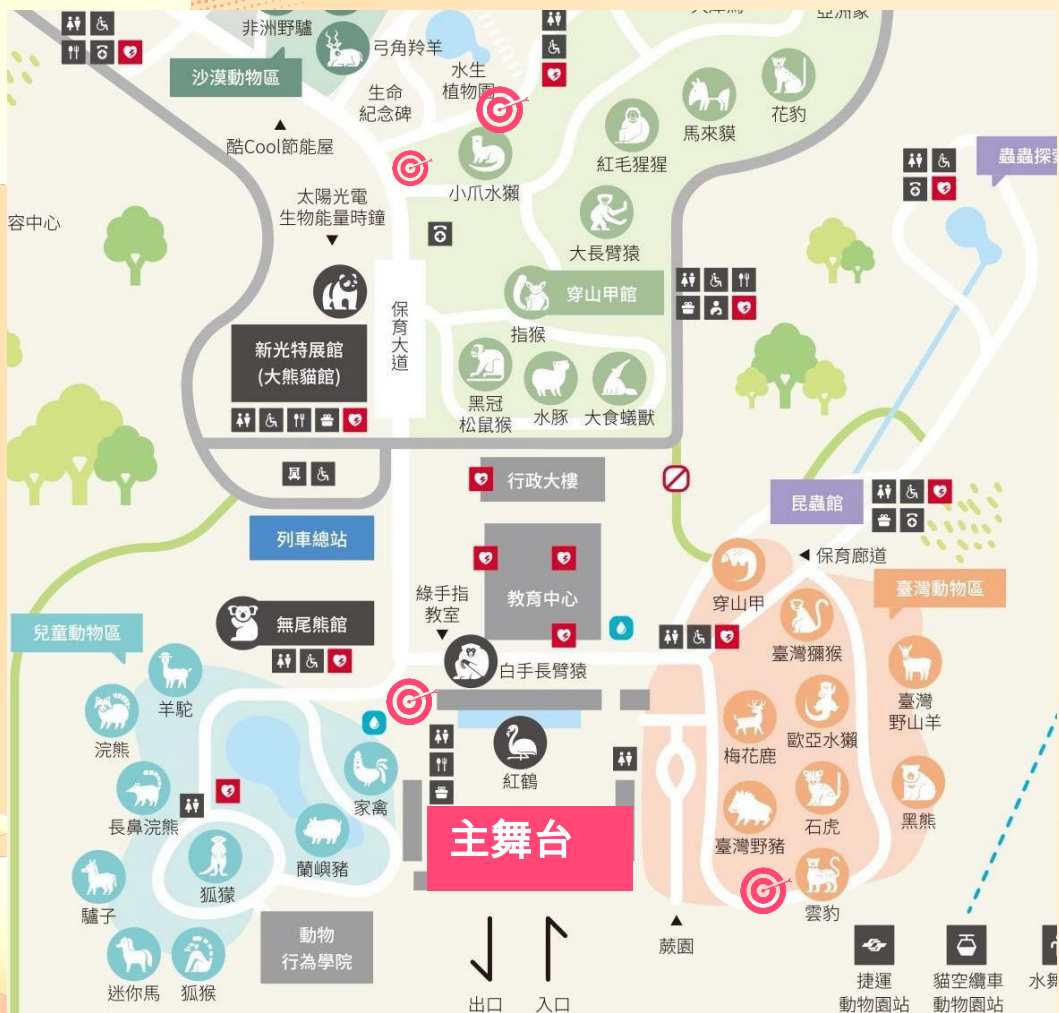 大食蟻獸
亞洲象
非洲野驢
弓角羚羊
沙漠動物區
水生
植物園
生命
紀念碑
花豹
馬來貘
酷Cool節能屋
紅毛猩猩
小爪水獺
蟲蟲探索
太陽光電
生物能量時鐘
容中心
大長臂猿
穿山甲館
指猴
保育大道
新光特展館
(大熊貓館)
黑冠
松鼠猴
水豚
大食蟻獸
行政大樓
昆蟲館
列車總站
保育廊道
教育中心
臺灣動物區
綠手指
教室
穿山甲
兒童動物區
無尾熊館
臺灣獼猴
白手長臂猿
羊駝
臺灣
野山羊
浣熊
梅花鹿
歐亞水獺
紅鶴
家禽
長鼻浣熊
石虎
黑熊
主舞台
臺灣野豬
蘭嶼豬
狐獴
驢子
雲豹
動物
行為學院
蕨園
迷你馬
狐猴
捷運
動物園站
貓空纜車
動物園站
水舞
出口
入口